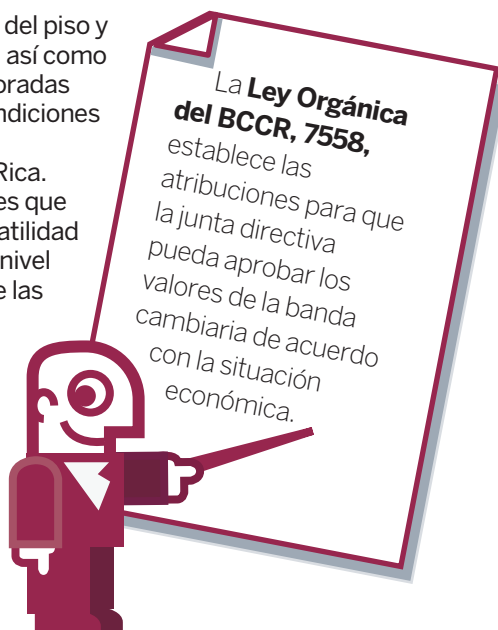 del piso y
así como
ndiciones
Rica.
es que
atilidad
nivel
e las
La Ley Orgánica
del BCCR, 7558,
establece las
atribuciones para que
la junta directiva
pueda aprobar los
valores de la banda
cambiaria de acuerdo
con la situación
económica.